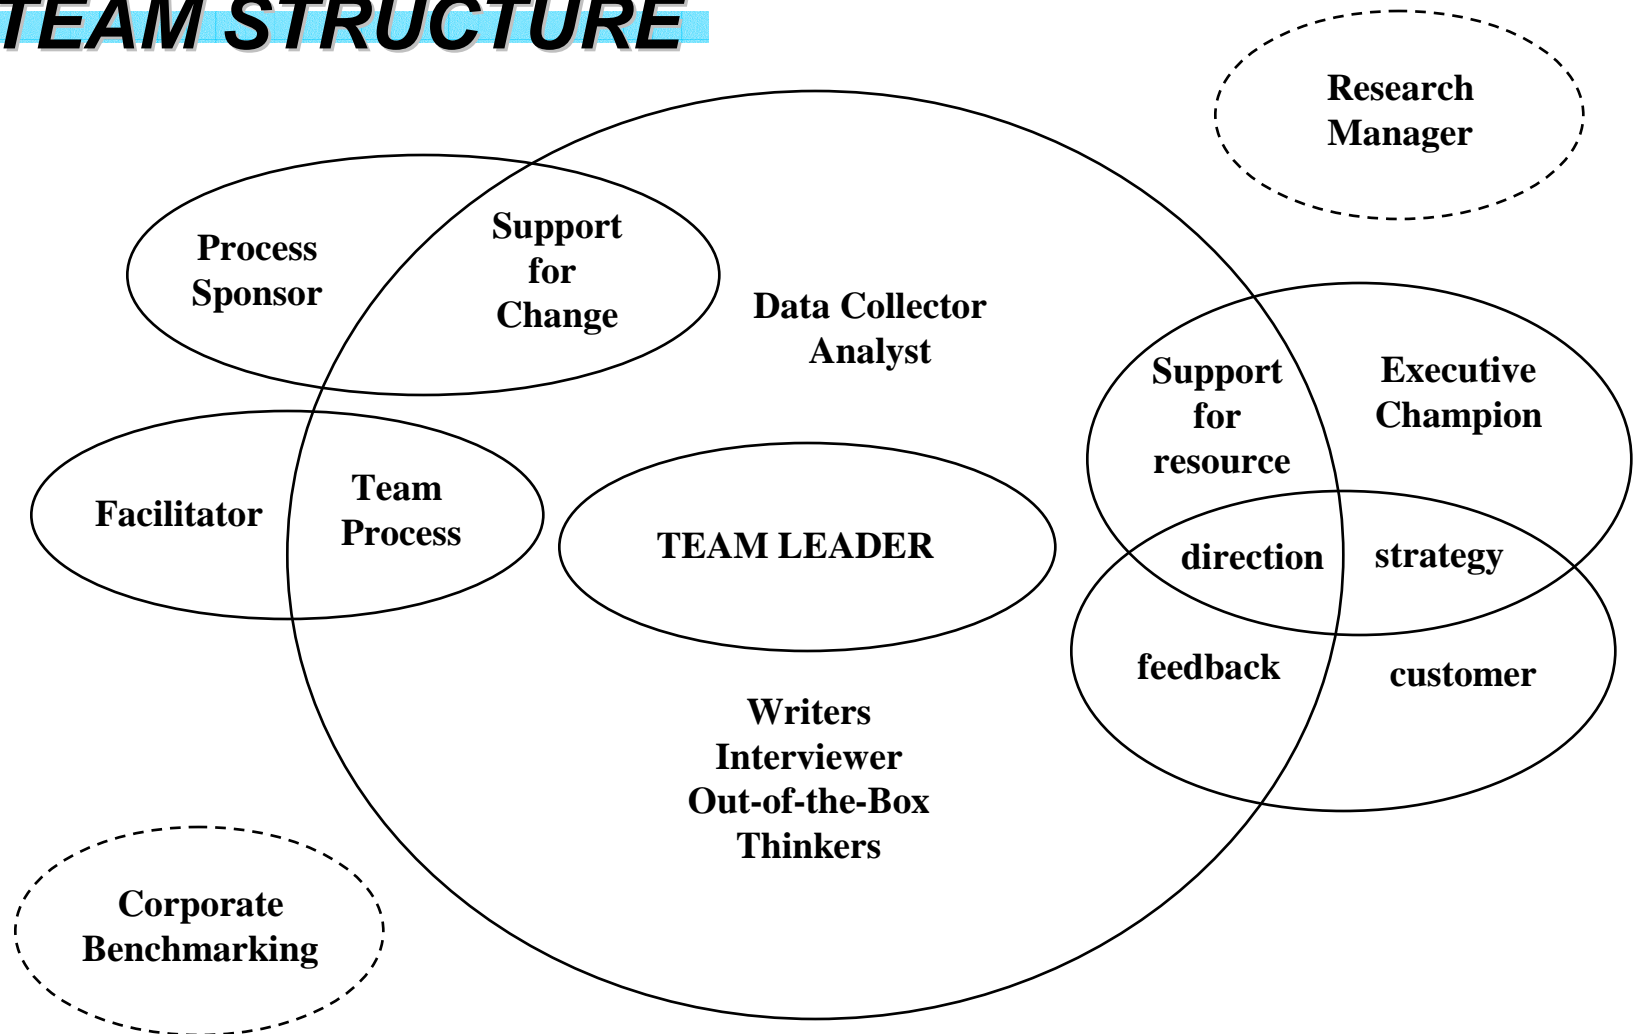 TEAM STRUCTURE
Research
Manager
Process
Sponsor
Support
for
Change
Data Collector
Analyst
Support
for
resource
Executive
Champion
Facilitator
Team
Process
TEAM LEADER
direction
strategy
feedback
customer
Writers
Interviewer
Out-of-the-Box
Thinkers
Corporate
Benchmarking